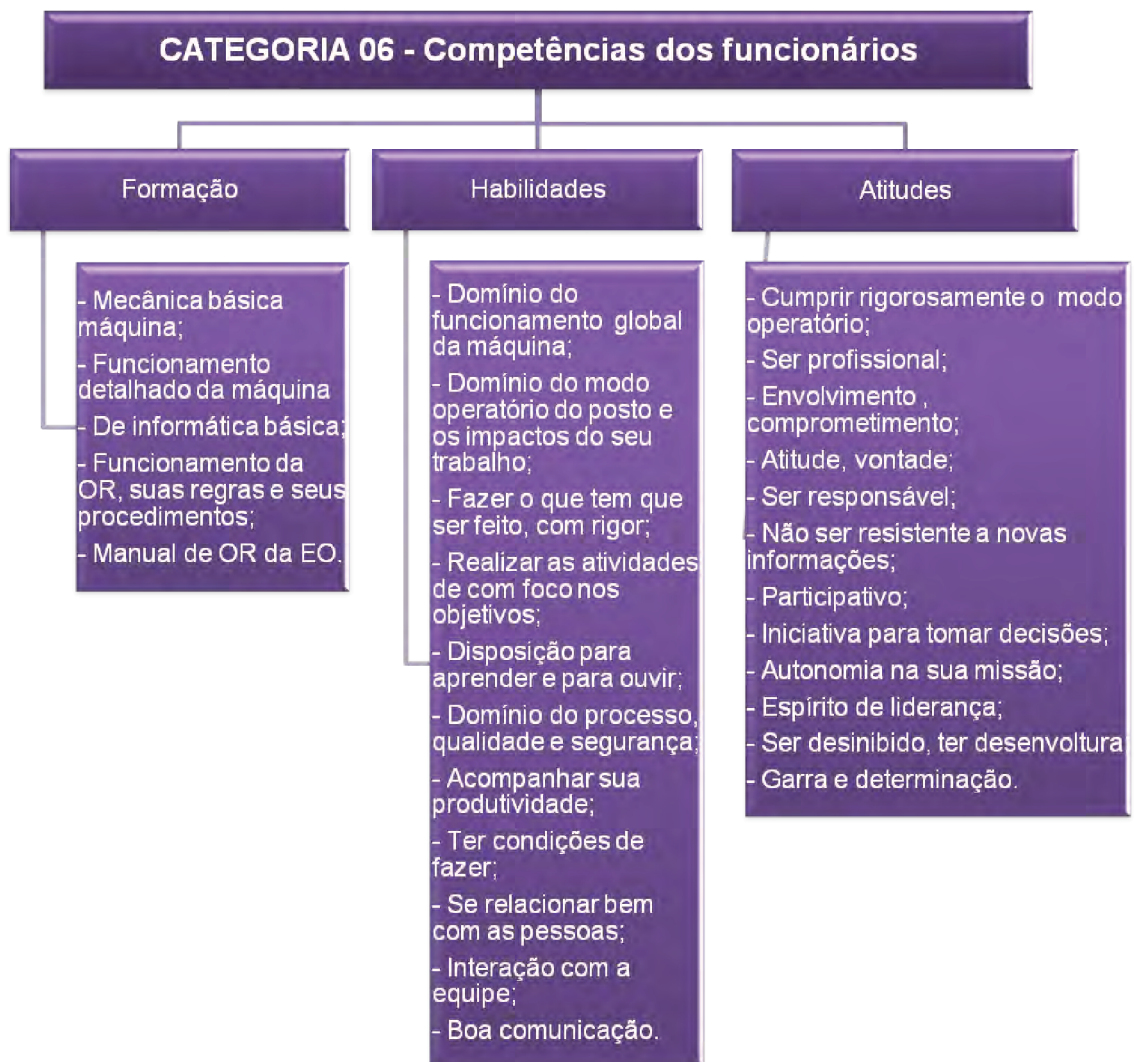 CATEGORIA 06 - Competências dos funcionários
Formação
- Mecânica básica
máquina;
- Funcionamento
detalhado da máquina
- De informática básica;
- Funcionamento da
OR, suas regras e seus
procedimentos;
- Manual de OR da EO.
Habilidades
- Domínio do
funcionamento global
da máquina;
- Domínio do modo
operatório do posto e
os impactos do seu
trabalho;
- Fazer o que tem que
ser feito, com rigor;
- Realizar as atividades
de com foco nos
objetivos;
- Disposição para
aprender e para ouvir;
- Domínio do processo,
qualidade e segurança;
- Acompanhar sua
produtividade;
- Ter condições de
fazer;
- Se relacionar bem
com as pessoas;
- Interação com a
equipe;
- Boa comunicação.
Atitudes
- Cumprir rigorosamente o modo
operatório;
- Ser profissional;
- Envolvimento ,
comprometimento;
- Atitude, vontade;
- Ser responsável;
- Não ser resistente a novas
informações;
- Participativo;
- Iniciativa para tomar decisões;
- Autonomia na sua missão;
- Espírito de liderança;
- Ser desinibido, ter desenvoltura
- Garra e determinação.